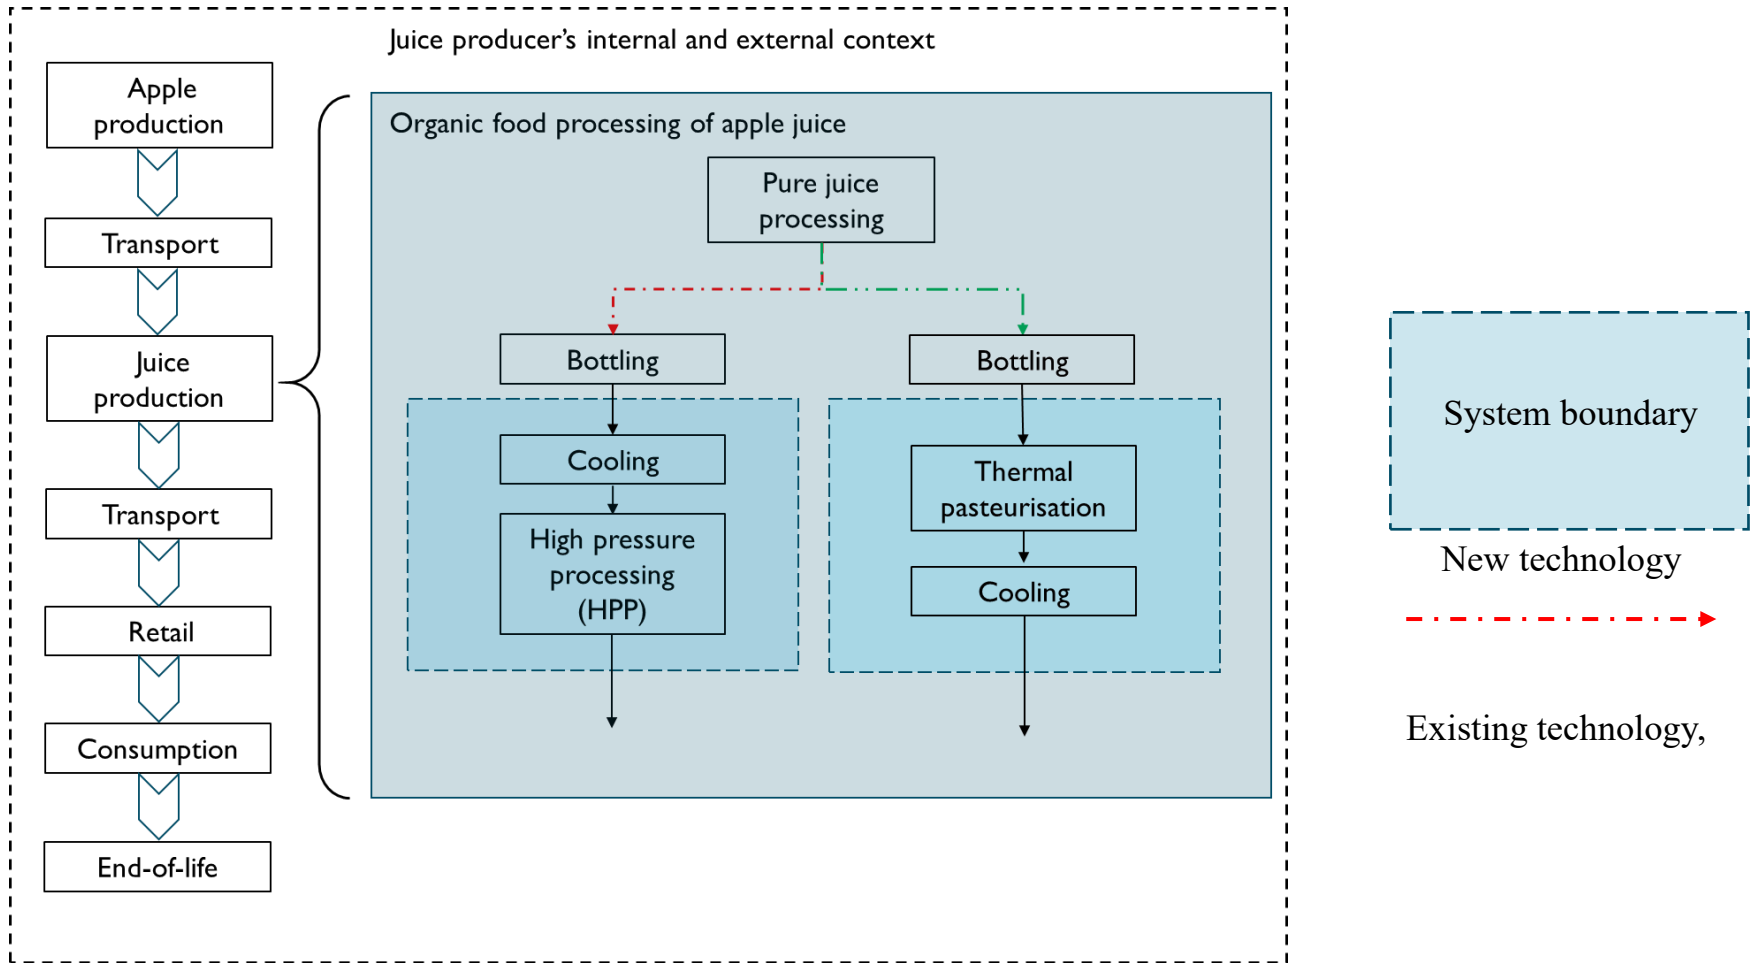 Juice producer’s internal and external context
Apple
production
Transport
Juice
production
Transport
Retail
Consumption
End-of-life
Organic food processing of apple juice
Pure juice
processing
Bottling
Cooling
High pressure
processing
(HPP)
Bottling
Thermal
pasteurisation
Cooling
System boundary
New technology
Existing technology,